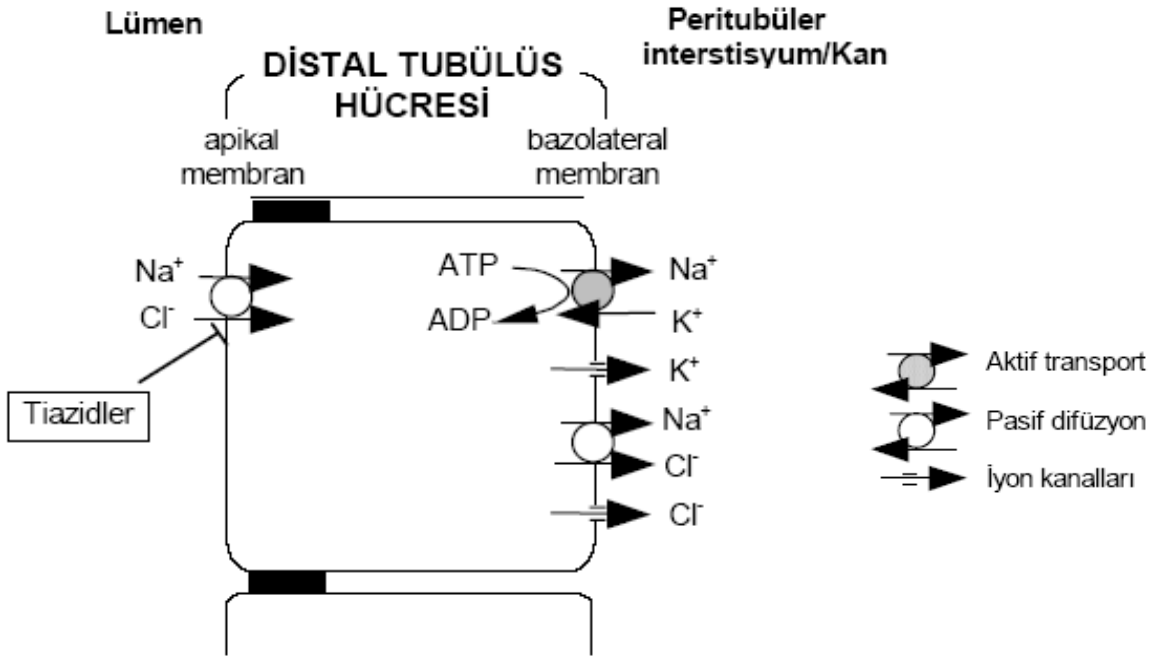 Lümen
Peritubüler
interstisyum/Kan
DİSTAL TUBÜLÜS
HÜCRESİ
apikal
membran
bazolateral
membran
Na⁺
Cl⁻
Tiazidler
ATP
ADP
Na⁺
K⁺
K⁺
Na⁺
Cl⁻
Cl⁻
Aktif transport
Pasif difüzyon
İyon kanalları